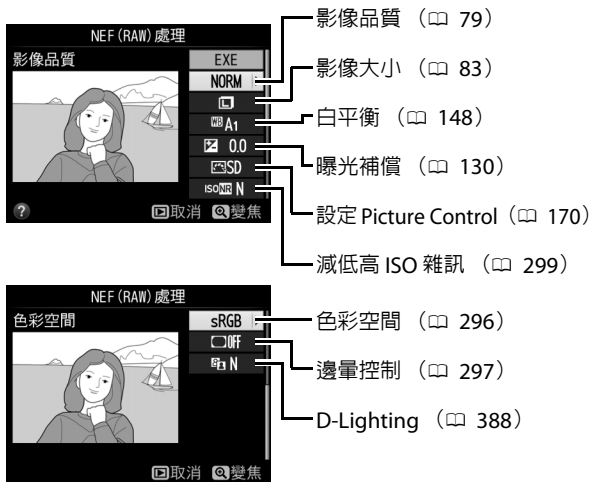 NEF (RAW) 處理
影像品質
EXE
NORM
L
WB A1
0.0
SD
ISO NR N
? 取消 變焦
影像品質 (79)
影像大小 (83)
白平衡 (148)
曝光補償 (130)
設定 Picture Control (170)
減低高 ISO 雜訊 (299)
NEF (RAW) 處理
色彩空間
sRGB
OFF
N
取消 變焦
色彩空間 (296)
邊暈控制 (297)
D-Lighting (388)